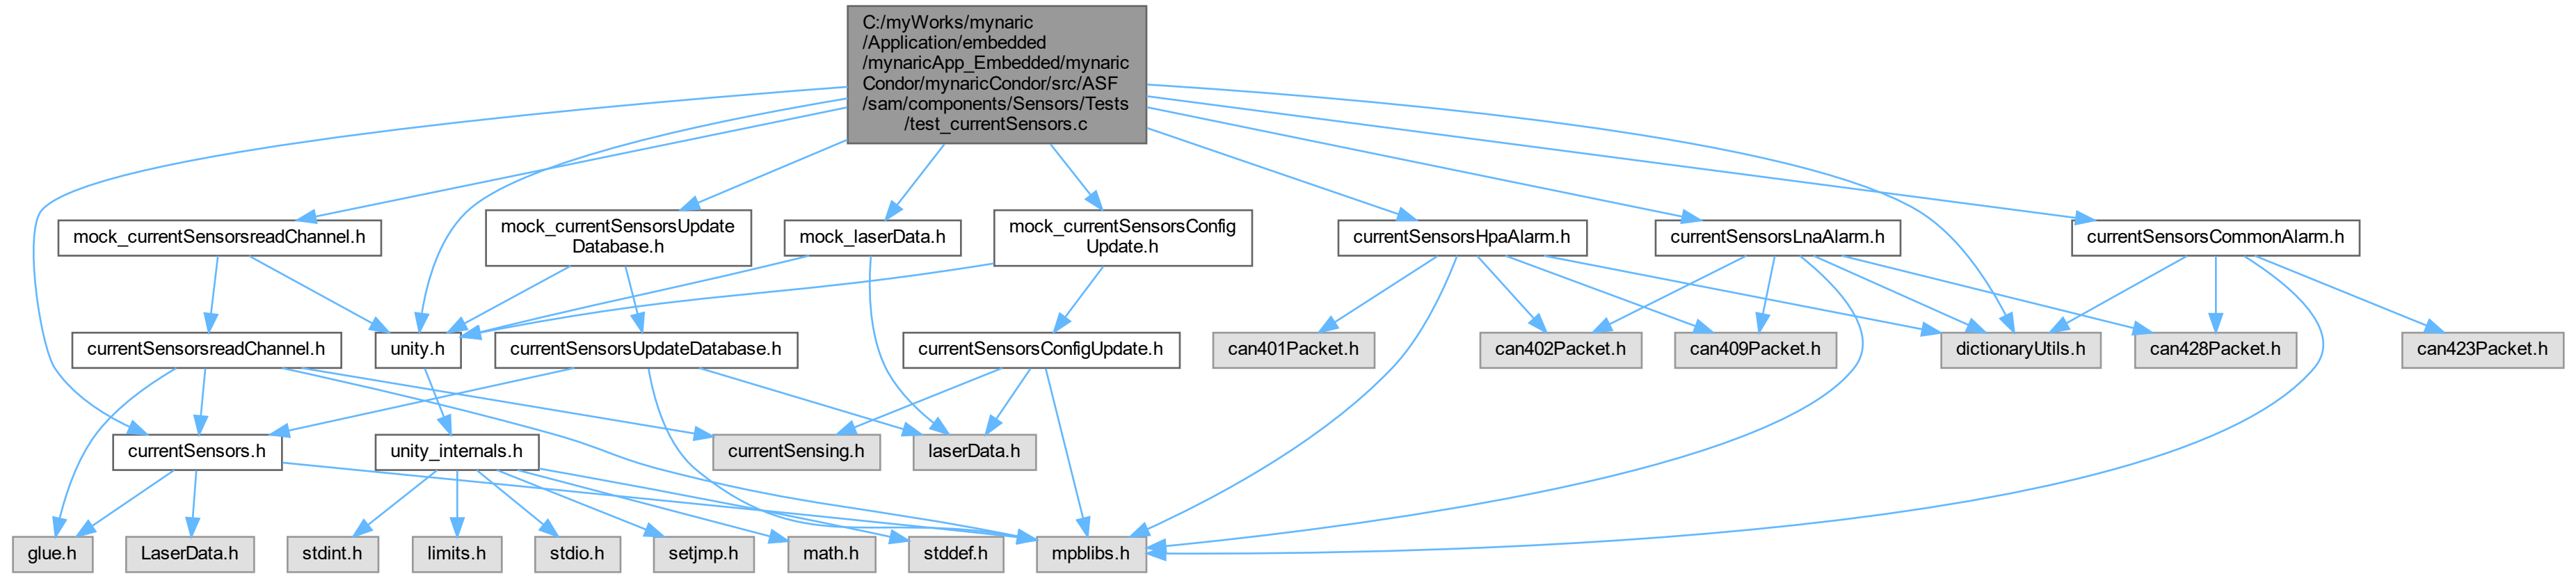 C:/myWorks/mynaric
/Application/embedded
/mynaricApp_Embedded/mynaric
Condor/mynaricCondor/src/ASF
/sam/components/Sensors/Tests
/test_currentSensors.c
mock_currentSensorsreadChannel.h
mock_currentSensorsUpdate
Database.h
mock_laserData.h
mock_currentSensorsConfig
Update.h
currentSensorsHpaAlarm.h
currentSensorsLnaAlarm.h
currentSensorsCommonAlarm.h
currentSensorsreadChannel.h
unity.h
currentSensorsUpdateDatabase.h
currentSensorsConfigUpdate.h
can401Packet.h
can402Packet.h
can409Packet.h
dictionaryUtils.h
can428Packet.h
can423Packet.h
currentSensors.h
unity_internals.h
currentSensing.h
laserData.h
glue.h
LaserData.h
stdint.h
limits.h
stdio.h
setjmp.h
math.h
stddef.h
mpblibs.h